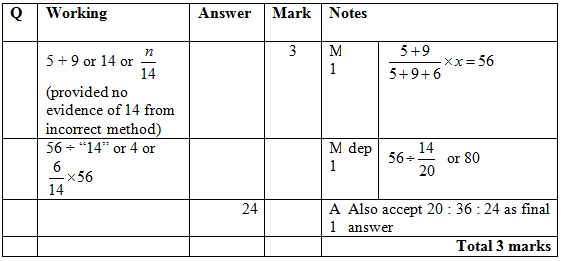 Q Working Answer Mark Notes
5 + 9 or 14 or n/14 3 M 1 (5+9)/(5+9+6) × x = 56
(provided no
evidence of 14 from
incorrect method)
56 ÷ “14” or 4 or M 1 dep 56 ÷ 14/20 or 80
6/14 × 56
24 A 1 Also accept 20 : 36 : 24 as final
answer
Total 3 marks